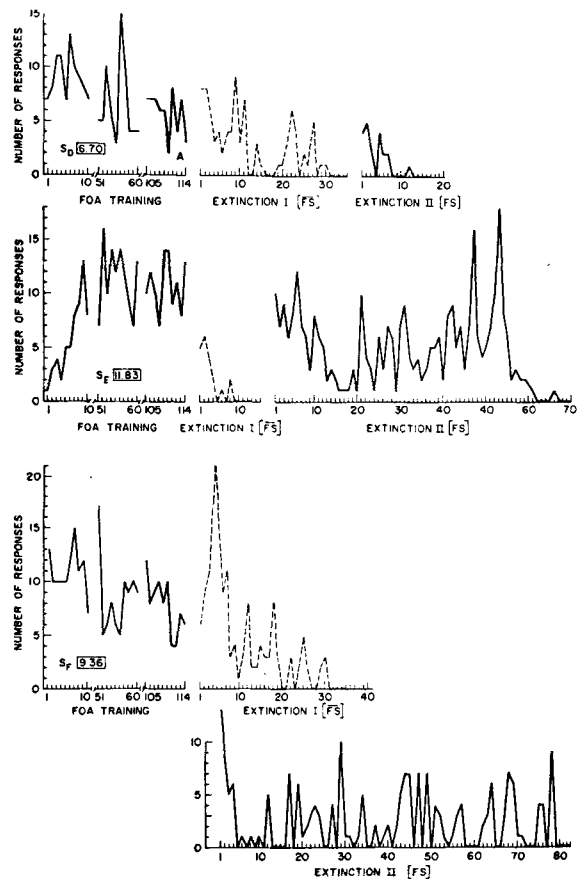 NUMBER OF RESPONSES
15
10
5
0
S_D 6.70
A
1 10 51 60 105 114
FOA TRAINING
1 10 20 30
EXTINCTION I [F̅S̅]
1 10 20
EXTINCTION II [FS]
NUMBER OF RESPONSES
15
10
5
0
S_E 11.83
1 10 51 60 105 114
FOA TRAINING
1 10
EXTINCTION I [F̅S̅]
1 10 20 30 40 50 60 70
EXTINCTION II [FS]
NUMBER OF RESPONSES
20
15
10
5
0
S_F 9.36
1 10 51 60 105 114
FOA TRAINING
1 10 20 30 40
EXTINCTION I [F̅S̅]
10
5
0
1 10 20 30 40 50 60 70 80
EXTINCTION II [FS]